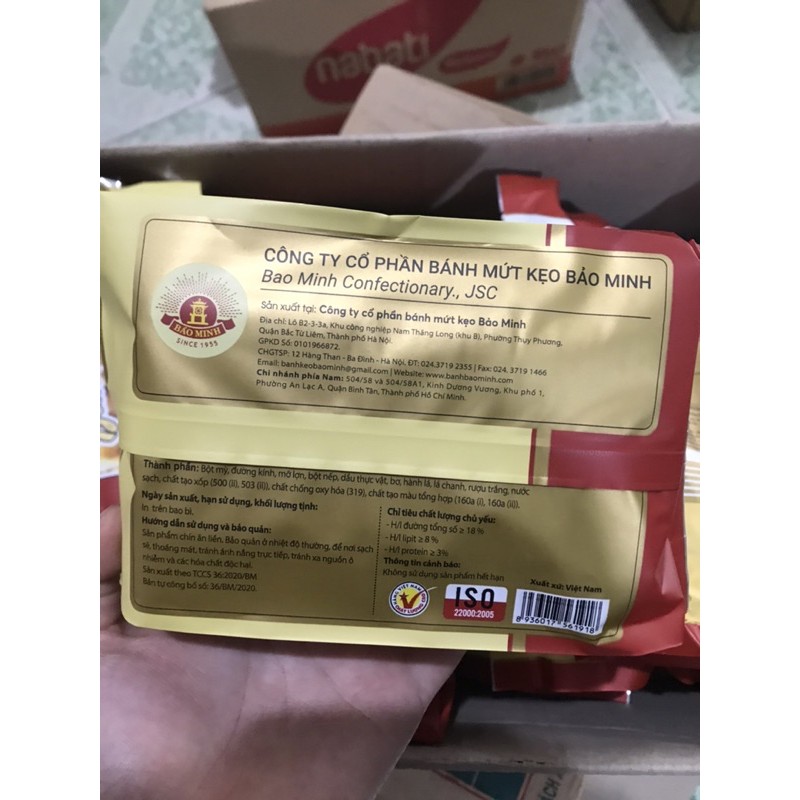 nabati
CÔNG TY CỔ PHẦN BÁNH MỨT KẸO BẢO MINH
Bao Minh Confectionary., JSC
BẢO MINH
SINCE 1955
Sản xuất tại: Công ty cổ phần bánh mứt kẹo Bảo Minh
Địa chỉ: Lô B2-3-3a, Khu công nghiệp Nam Thăng Long (khu B), Phường Thụy Phương,
Quận Bắc Từ Liêm, Thành phố Hà Nội.
GPKD Số: 0101966872.
CHGTSP: 12 Hàng Than - Ba Đình - Hà Nội. ĐT: 024.3719 2355 | Fax: 024.3719 1466
Email: banhkeobaominh@gmail.com | Website: www.banhbaominh.com
Chi nhánh phía Nam: 504/58 và 504/58A1, Kinh Dương Vương, Khu phố 1,
Phường An Lạc A, Quận Bình Tân, Thành phố Hồ Chí Minh.
Thành phần: Bột mỳ, đường kính, mỡ lợn, bột nếp, dầu thực vật, bơ, hành lá, lá chanh, rượu trắng, nước
sạch, chất tạo xốp (500 (ii), 503 (ii)), chất chống oxy hóa (319), chất tạo màu tổng hợp (160a (i), 160a (ii)).
Ngày sản xuất, hạn sử dụng, khối lượng tịnh:
in trên bao bì.
Hướng dẫn sử dụng và bảo quản:
Sản phẩm chín ăn liền. Bảo quản ở nhiệt độ thường, để nơi sạch
sẽ, thoáng mát, tránh ánh nắng trực tiếp, tránh xa nguồn ô
nhiễm và các hóa chất độc hại.
Sản xuất theo TCCS 36:2020/BM
Bản tự công bố số: 36/BM/2020.
Chỉ tiêu chất lượng chủ yếu:
- H/l đường tổng số ≥ 18 %
- H/l lipit ≥ 8 %
- H/l protein ≥ 3%
Thông tin cảnh báo:
Không sử dụng sản phẩm hết hạn
Xuất xứ: Việt Nam
ISO
22000:2005
8 936017 561918